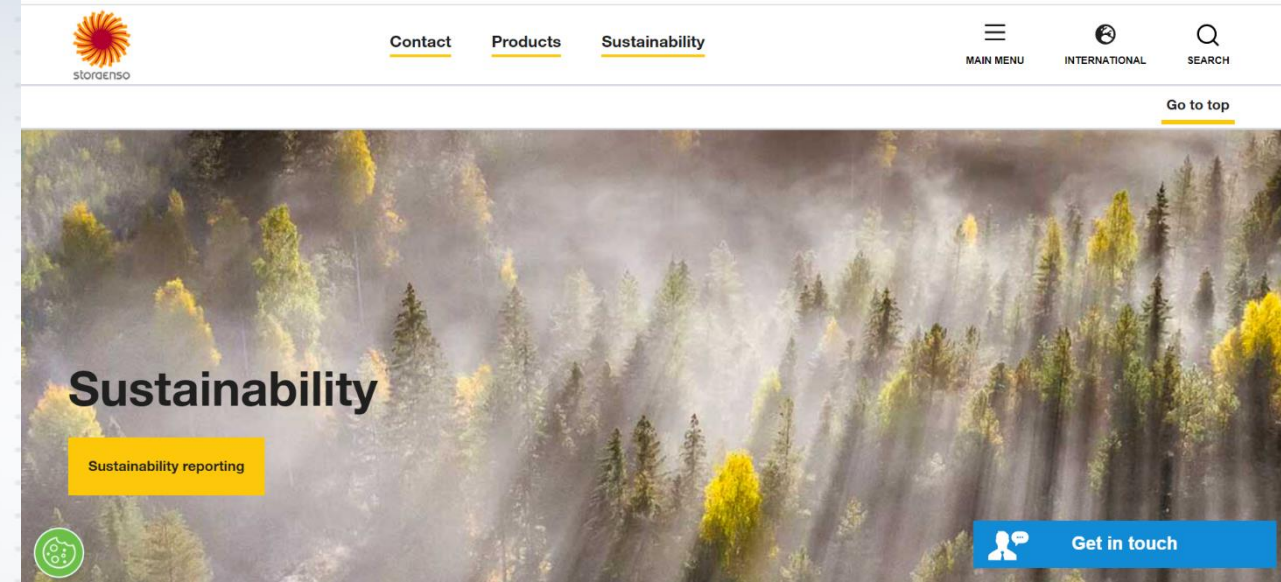 storaenso
Contact Products Sustainability
MAIN MENU INTERNATIONAL SEARCH
Go to top
Sustainability
Sustainability reporting
Get in touch